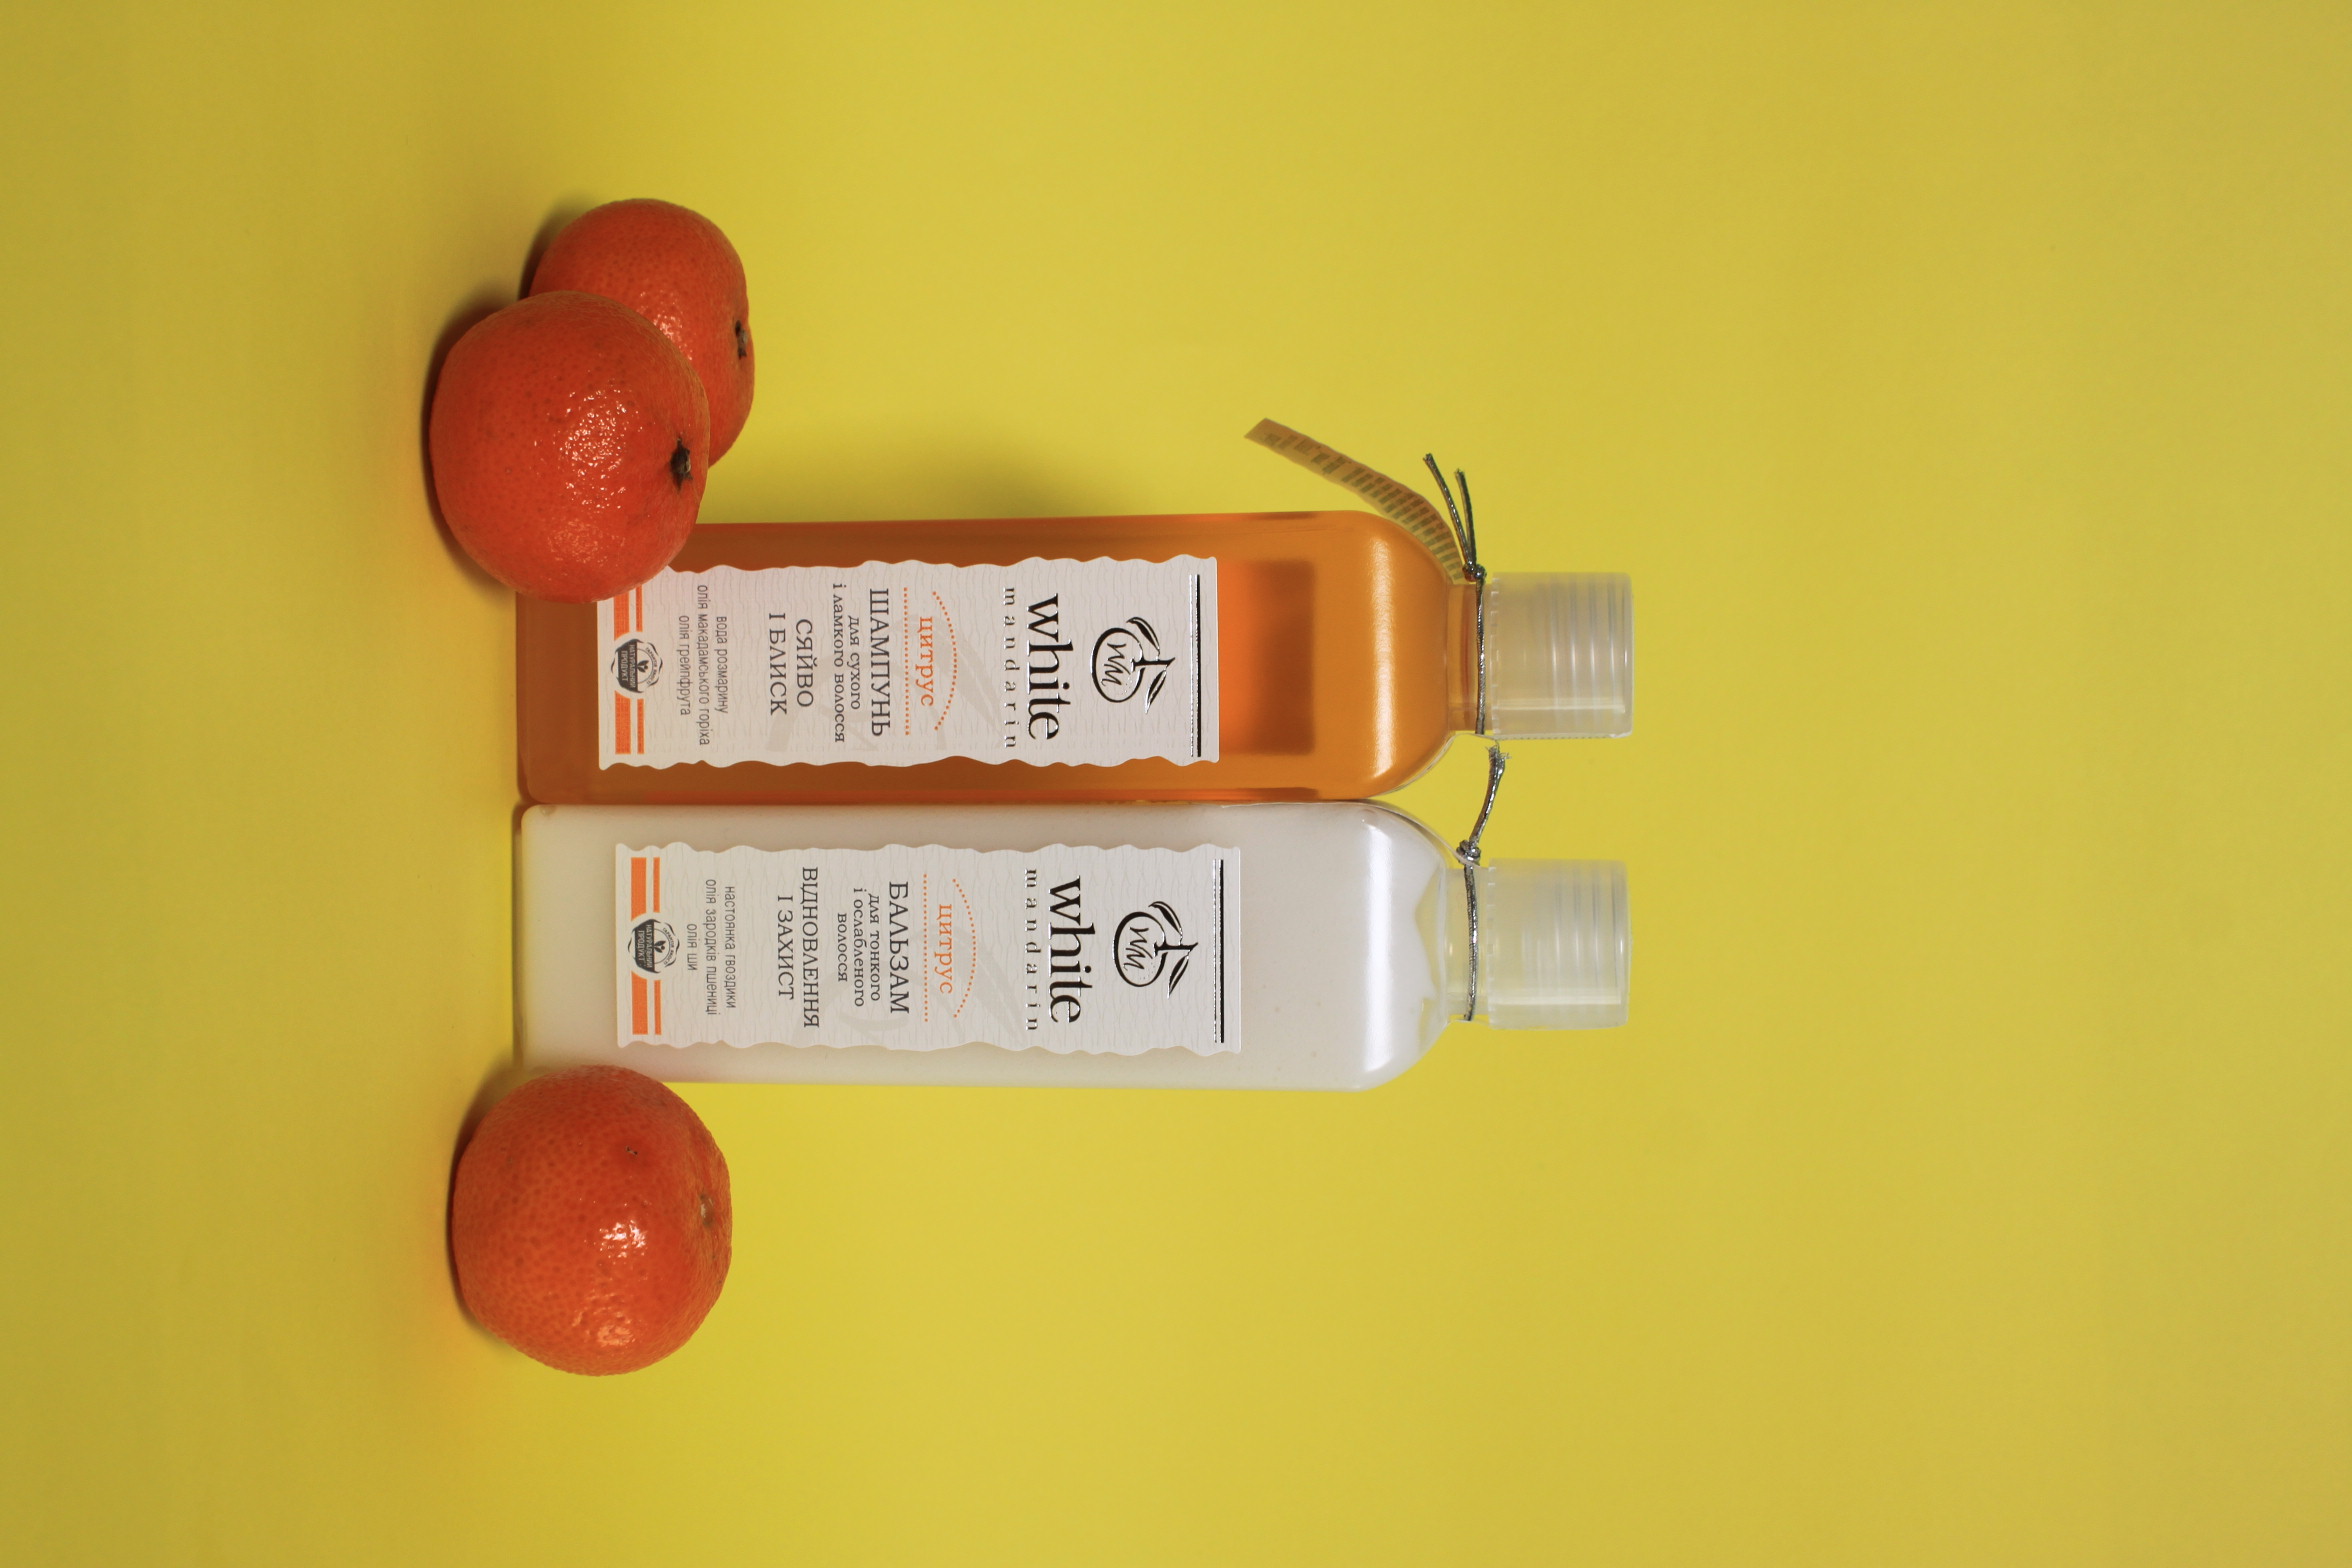 WM
white
mandarin
цитрус
ШАМПУНЬ
для сухого
і ламкого волосся
СЯЙВО
І БЛИСК
вода розмарину
олія макадамського горіха
олія грейпфрута
НАТУРАЛЬНИЙ
ПРОДУКТ
WM
white
mandarin
цитрус
БАЛЬЗАМ
для тонкого
і ослабленого
волосся
ВІДНОВЛЕННЯ
І ЗАХИСТ
настоянка гвоздики
олія зародків пшениці
олія ши
НАТУРАЛЬНИЙ
ПРОДУКТ